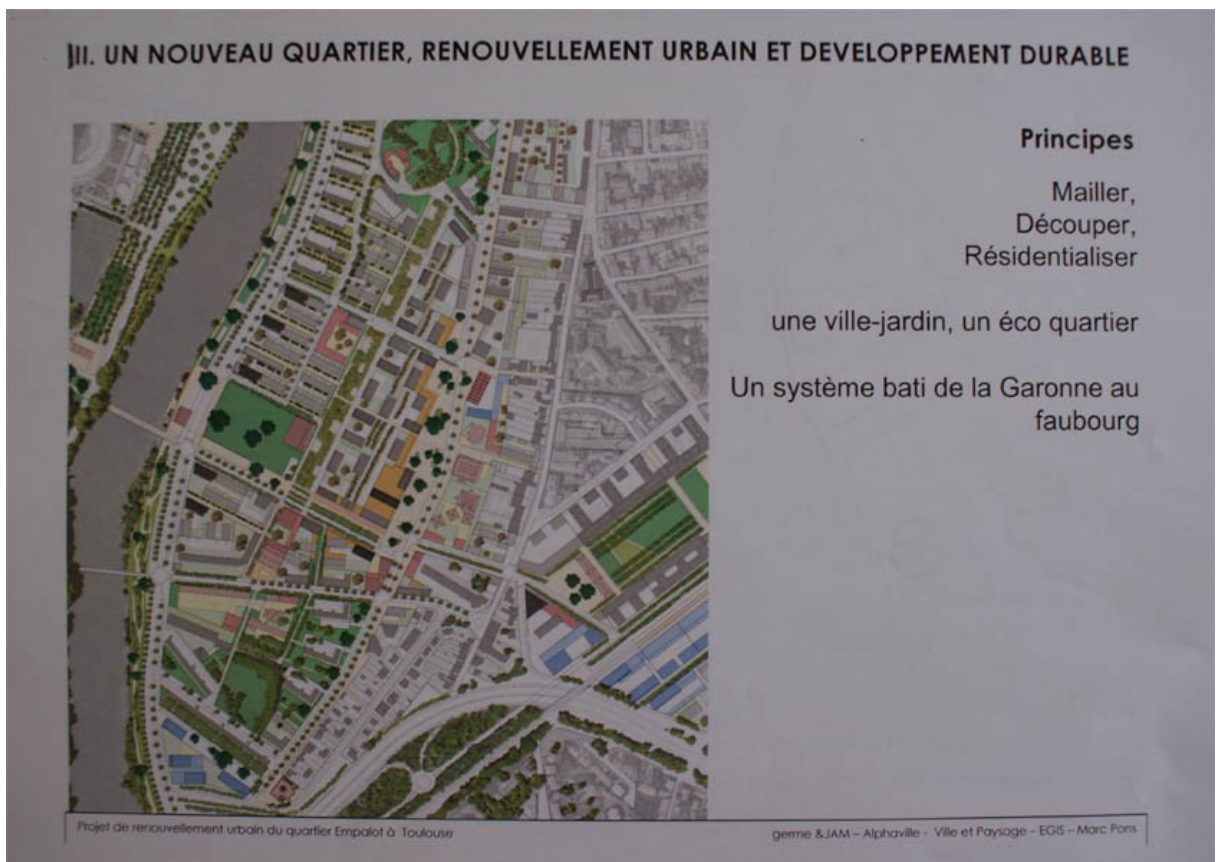 III. UN NOUVEAU QUARTIER, RENOUVELLEMENT URBAIN ET DEVELOPPEMENT DURABLE
Principes
Mailler,
Découper,
Résidentialiser
une ville-jardin, un éco quartier
Un système bati de la Garonne au
faubourg
Projet de renouvellement urbain du quartier Empalot à Toulouse
germe &JAM – Alphaville - Ville et Paysage – EGIS – Marc Pons